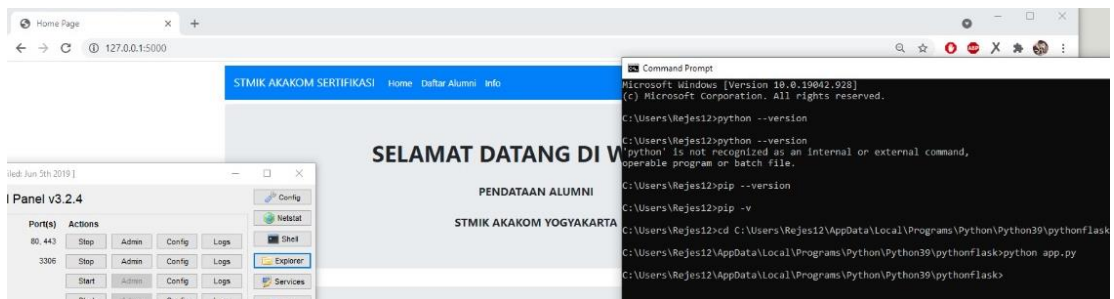 Home Page
127.0.0.1:5000
STMIK AKAKOM SERTIFIKASI Home Daftar Alumni Info
SELAMAT DATANG DI W
PENDATAAN ALUMNI
STMIK AKAKOM YOGYAKARTA
iled: Jun 5th 2019 ]
l Panel v3.2.4
Port(s) Actions
80, 443 Stop Admin Config Logs
3306 Stop Admin Config Logs
Start Admin Config Logs
Start Admin Config Logs
Config
Netstat
Shell
Explorer
Services
Command Prompt
Microsoft Windows [Version 10.0.19042.928]
(c) Microsoft Corporation. All rights reserved.
C:\Users\Rejes12>python --version
C:\Users\Rejes12>python --version
'python' is not recognized as an internal or external command,
operable program or batch file.
C:\Users\Rejes12>pip --version
C:\Users\Rejes12>pip -v
C:\Users\Rejes12>cd C:\Users\Rejes12\AppData\Local\Programs\Python\Python39\pythonflask
C:\Users\Rejes12\AppData\Local\Programs\Python\Python39\pythonflask>python app.py
C:\Users\Rejes12\AppData\Local\Programs\Python\Python39\pythonflask>